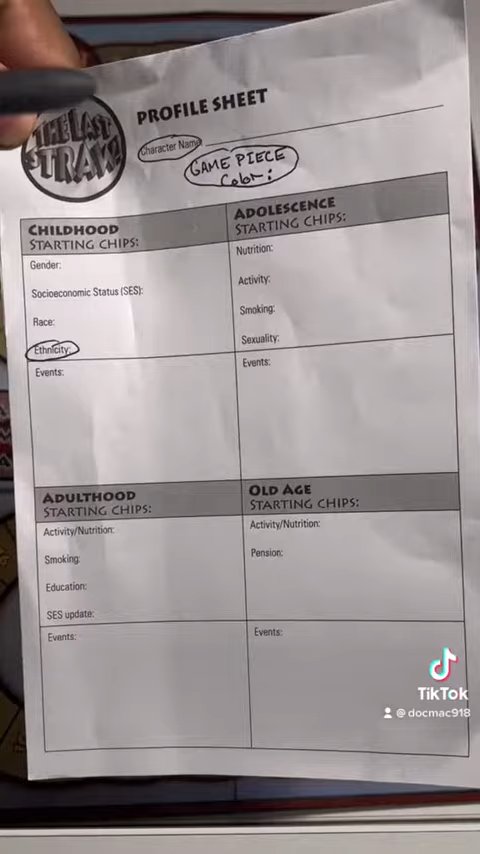 THE LAST
STRAW!
PROFILE SHEET
Character Name:
GAME PIECE
Color:
CHILDHOOD
STARTING CHIPS:
Gender:
Socioeconomic Status (SES):
Race:
Ethnicity:
Events:
ADOLESCENCE
STARTING CHIPS:
Nutrition:
Activity:
Smoking:
Sexuality:
Events:
ADULTHOOD
STARTING CHIPS:
Activity/Nutrition:
Smoking:
Education:
SES update:
Events:
OLD AGE
STARTING CHIPS:
Activity/Nutrition:
Pension:
Events:
TikTok
@docmac918